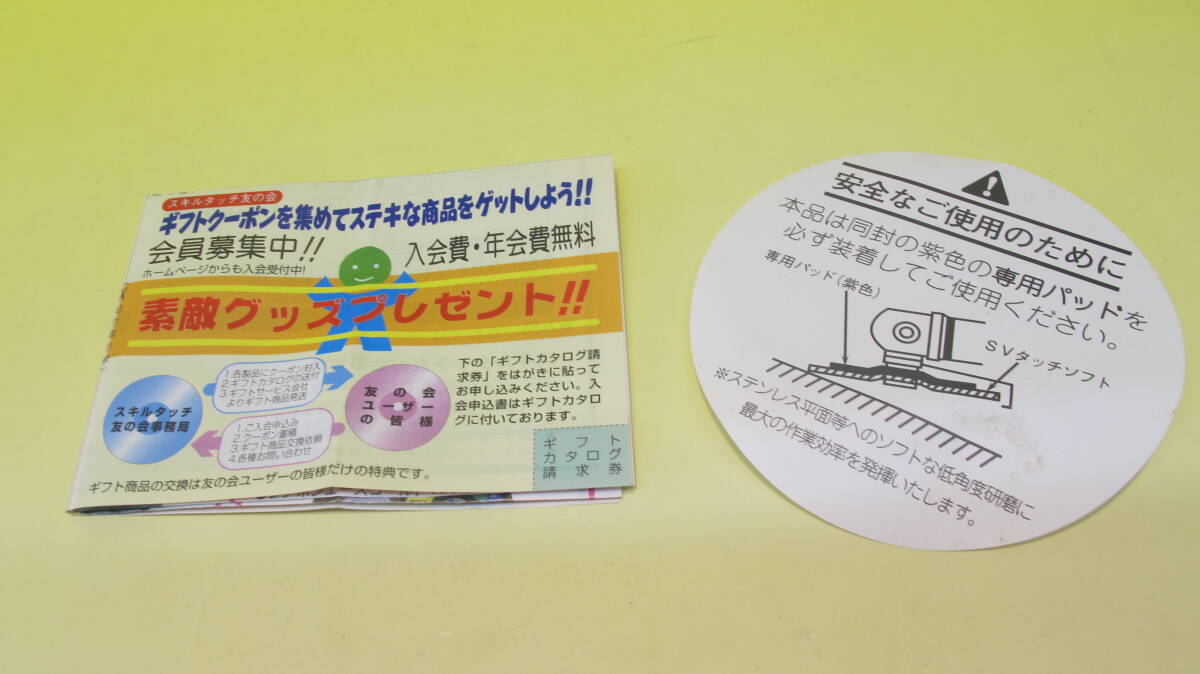 スキルタッチ友の会
ギフトクーポンを集めてステキな商品をゲットしよう!!
会員募集中!!
入会費・年会費無料
ホームページからも入会受付中!
素敵グッズプレゼント!!
スキルタッチ
友の会事務局
1.各製品にクーポン封入
2.ギフトカタログの送付
3.ギフトサービス会社
よりギフト商品発送
1.ご入会申込み
2.クーポン蓄積
3.ギフト商品交換依頼
4.各種お問い合わせ
友の会
ユーザー
の皆様
下の「ギフトカタログ請
求券」をはがきに貼って
お申し込みください。入
会申込書はギフトカタロ
グに付いております。
ギフト
カタログ
請求券
ギフト商品の交換は友の会ユーザーの皆様だけの特典です。
安全なご使用のために
本品は同封の紫色の専用パッドを
必ず装着してご使用ください。
専用パッド(紫色)
SVタッチソフト
※ステンレス平面等へのソフトな低角度研磨に
最大の作業効率を発揮いたします。